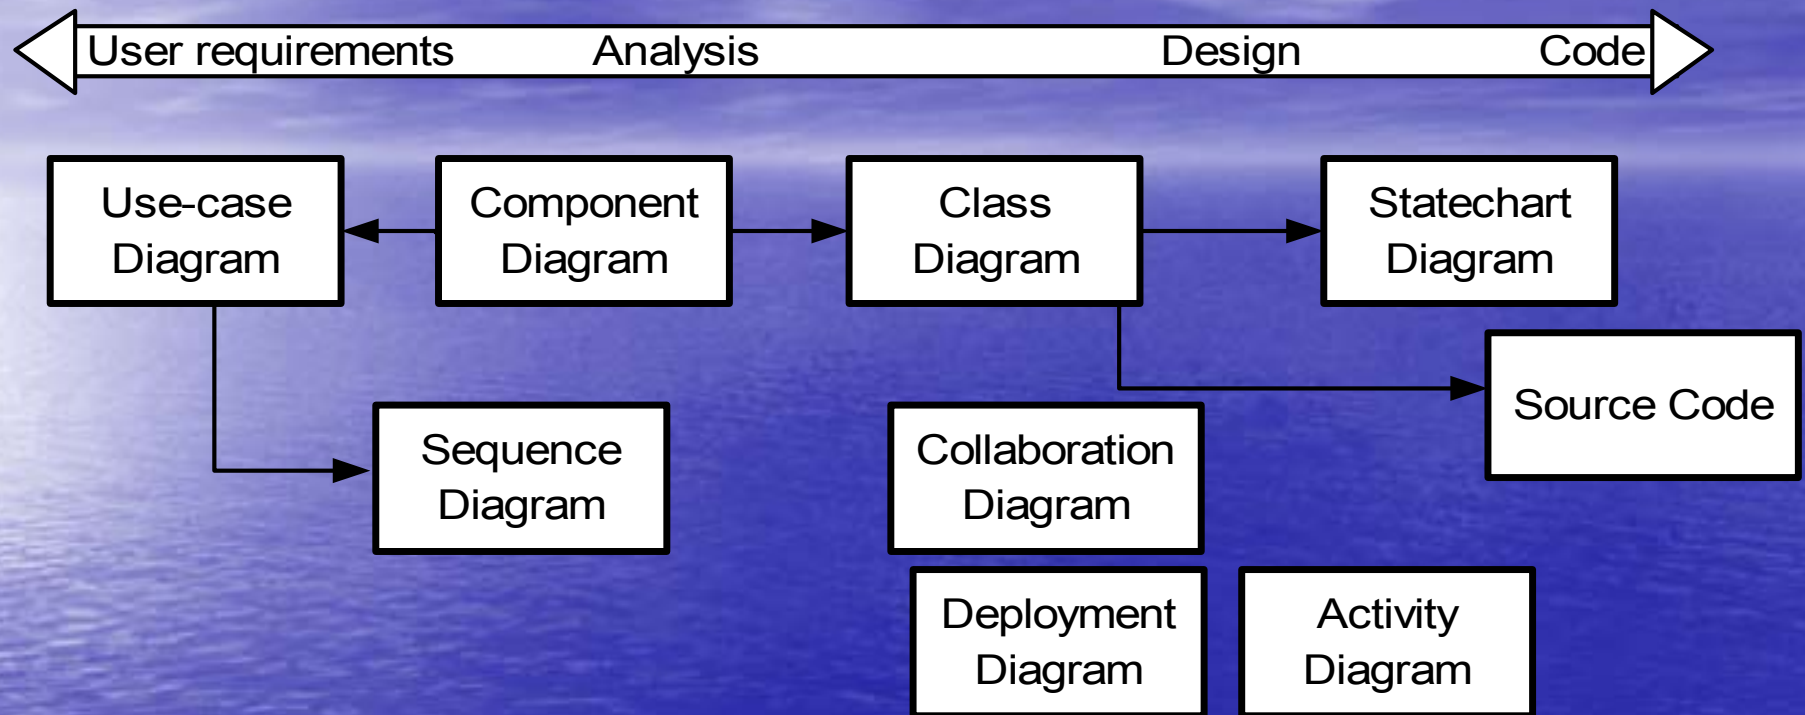 User requirements Analysis Design Code
Use-case
Diagram
Component
Diagram
Class
Diagram
Statechart
Diagram
Source Code
Sequence
Diagram
Collaboration
Diagram
Deployment
Diagram
Activity
Diagram